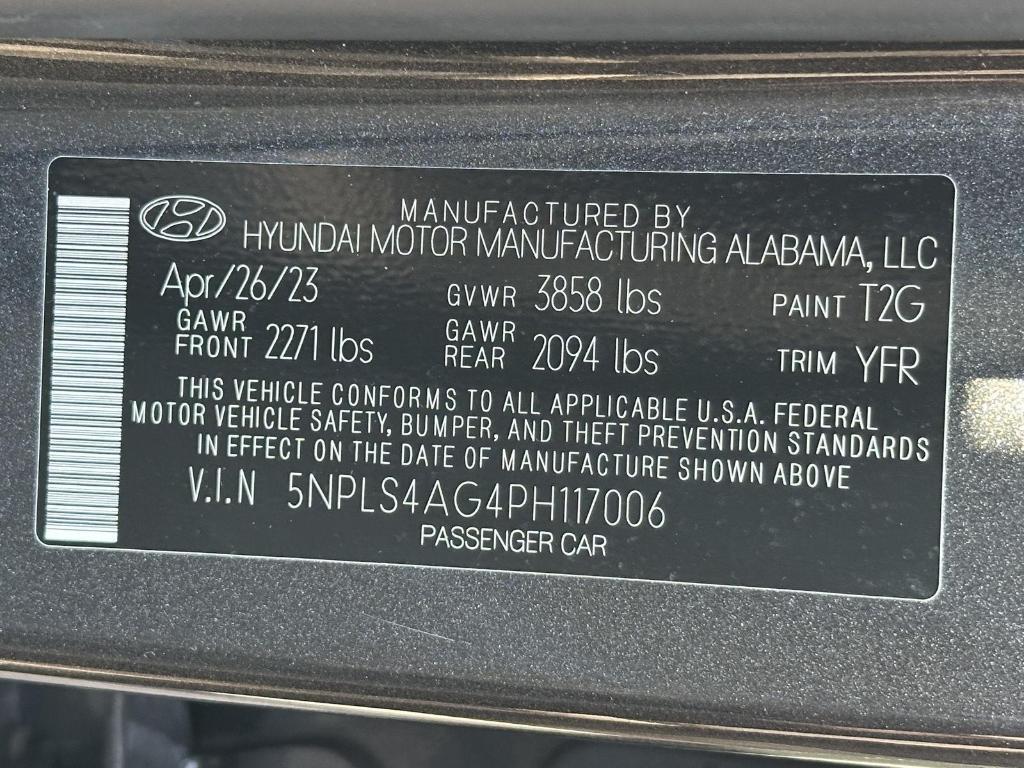 MANUFACTURED BY
HYUNDAI MOTOR MANUFACTURING ALABAMA, LLC
Apr/26/23 GVWR 3858 lbs PAINT T2G
GAWR FRONT 2271 lbs GAWR REAR 2094 lbs TRIM YFR
THIS VEHICLE CONFORMS TO ALL APPLICABLE U.S.A. FEDERAL
MOTOR VEHICLE SAFETY, BUMPER, AND THEFT PREVENTION STANDARDS
IN EFFECT ON THE DATE OF MANUFACTURE SHOWN ABOVE
V.I.N 5NPLS4AG4PH117006
PASSENGER CAR